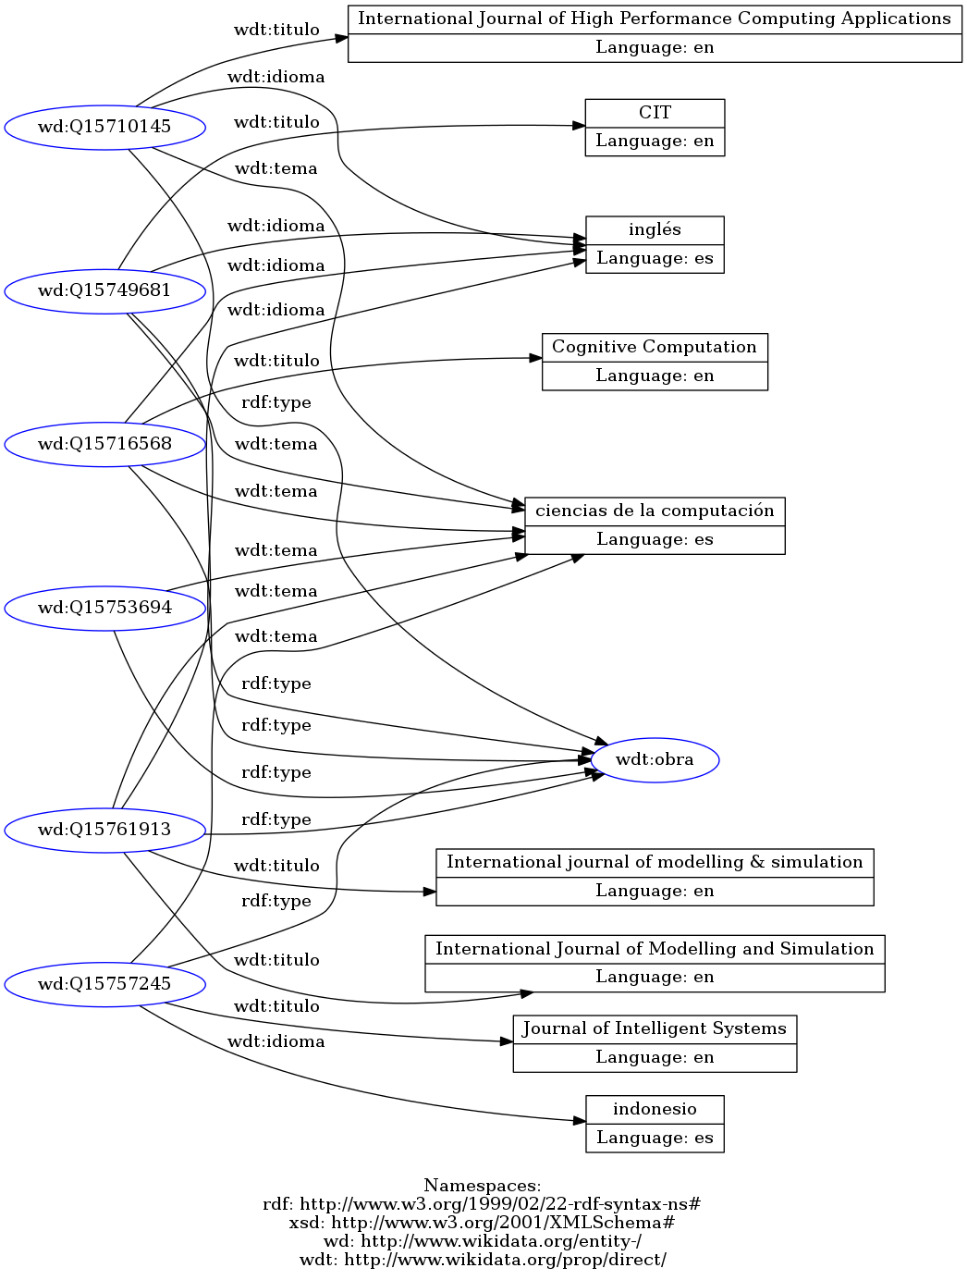 International Journal of High Performance Computing Applications
wdt:titulo
Language: en
wdt:idioma
CIT
wd:Q15710145
wdt:titulo
Language: en
wdt:tema
wdt:idioma
inglés
Language: es
wdt:idioma
wd:Q15749681
wdt:idioma
Cognitive Computation
wdt:titulo
Language: en
rdf:type
wd:Q15716568
wdt:tema
wdt:tema
ciencias de la computación
Language: es
wdt:tema
wdt:tema
wd:Q15753694
wdt:tema
rdf:type
rdf:type
wdt:obra
rdf:type
rdf:type
wd:Q15761913
wdt:titulo
International journal of modelling & simulation
Language: en
rdf:type
International Journal of Modelling and Simulation
wdt:titulo
Language: en
wd:Q15757245
wdt:titulo
Journal of Intelligent Systems
Language: en
wdt:idioma
indonesio
Language: es
Namespaces:
rdf: http://www.w3.org/1999/02/22-rdf-syntax-ns#
xsd: http://www.w3.org/2001/XMLSchema#
wd: http://www.wikidata.org/entity-/
wdt: http://www.wikidata.org/prop/direct/